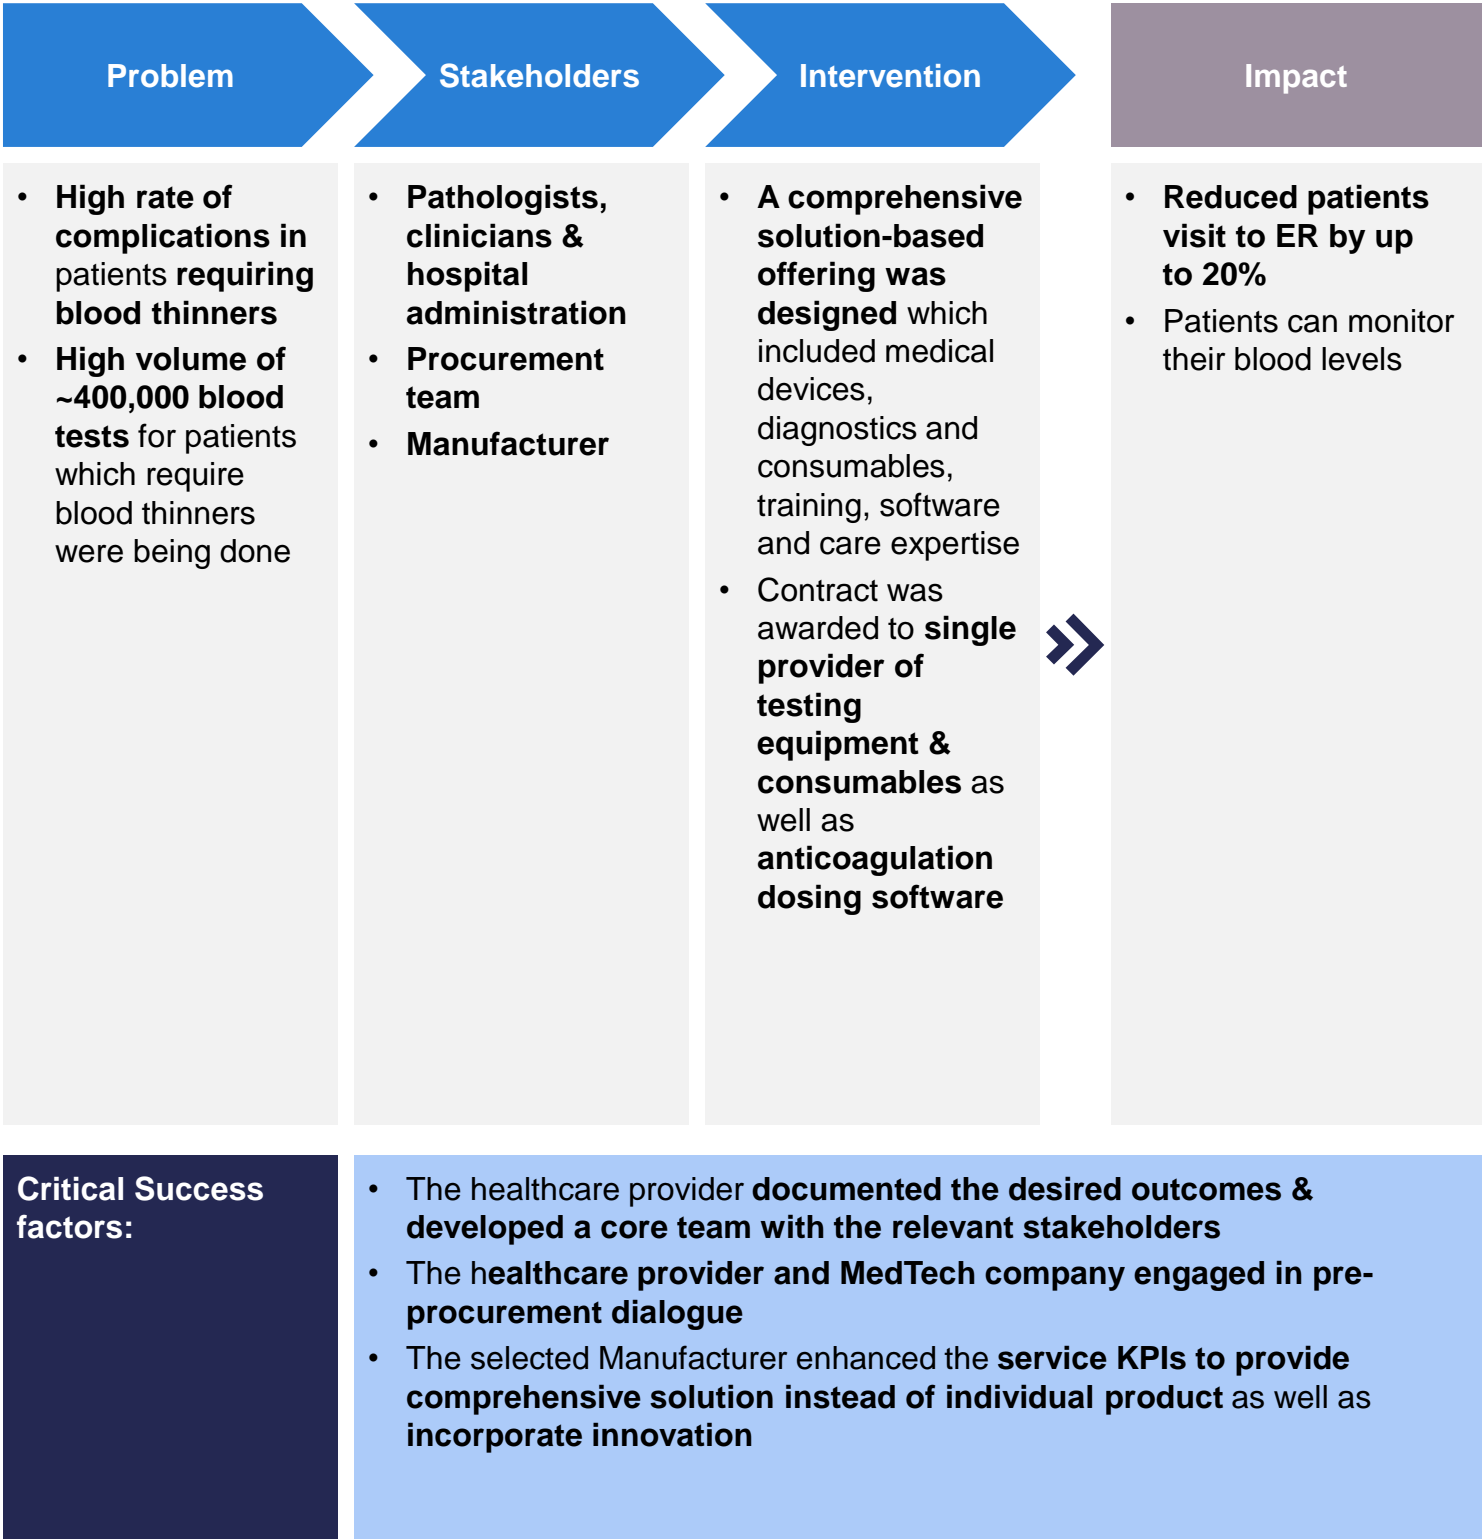 Problem
Stakeholders
Intervention
Impact
• High rate of
complications in
patients requiring
blood thinners
• High volume of
~400,000 blood
tests for patients
which require
blood thinners
were being done
• Pathologists,
clinicians &
hospital
administration
• Procurement
team
• Manufacturer
• A comprehensive
solution-based
offering was
designed which
included medical
devices,
diagnostics and
consumables,
training, software
and care expertise
• Contract was
awarded to single
provider of
testing
equipment &
consumables as
well as
anticoagulation
dosing software
• Reduced patients
visit to ER by up
to 20%
• Patients can monitor
their blood levels
Critical Success
factors:
• The healthcare provider documented the desired outcomes &
developed a core team with the relevant stakeholders
• The healthcare provider and MedTech company engaged in pre-
procurement dialogue
• The selected Manufacturer enhanced the service KPIs to provide
comprehensive solution instead of individual product as well as
incorporate innovation